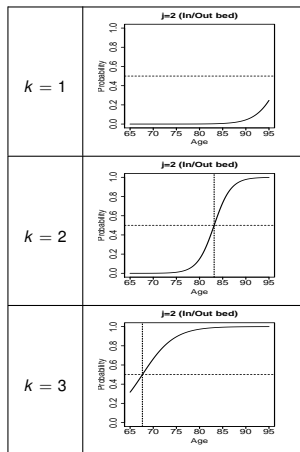 k = 1
j=2 (In/Out bed)
Probability
0.0 0.2 0.4 0.6 0.8 1.0
65 70 75 80 85 90 95
Age
k = 2
j=2 (In/Out bed)
Probability
0.0 0.2 0.4 0.6 0.8 1.0
65 70 75 80 85 90 95
Age
k = 3
j=2 (In/Out bed)
Probability
0.0 0.2 0.4 0.6 0.8 1.0
65 70 75 80 85 90 95
Age